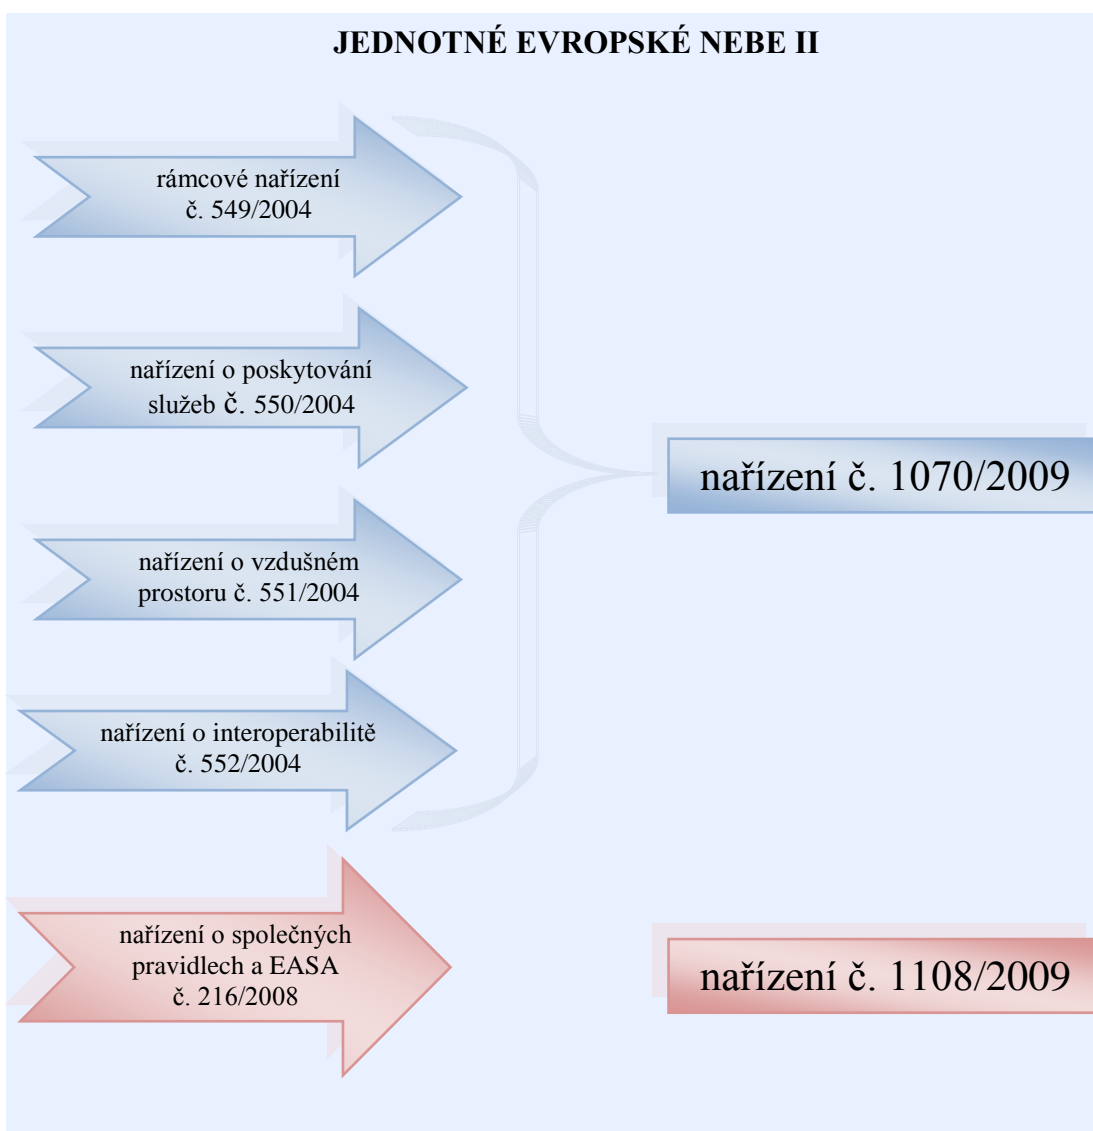 JEDNOTNÉ EVROPSKÉ NEBE II
rámcové nařízení
č. 549/2004
nařízení o poskytování
služeb č. 550/2004
nařízení č. 1070/2009
nařízení o vzdušném
prostoru č. 551/2004
nařízení o interoperabilitě
č. 552/2004
nařízení o společných
pravidlech a EASA
č. 216/2008
nařízení č. 1108/2009